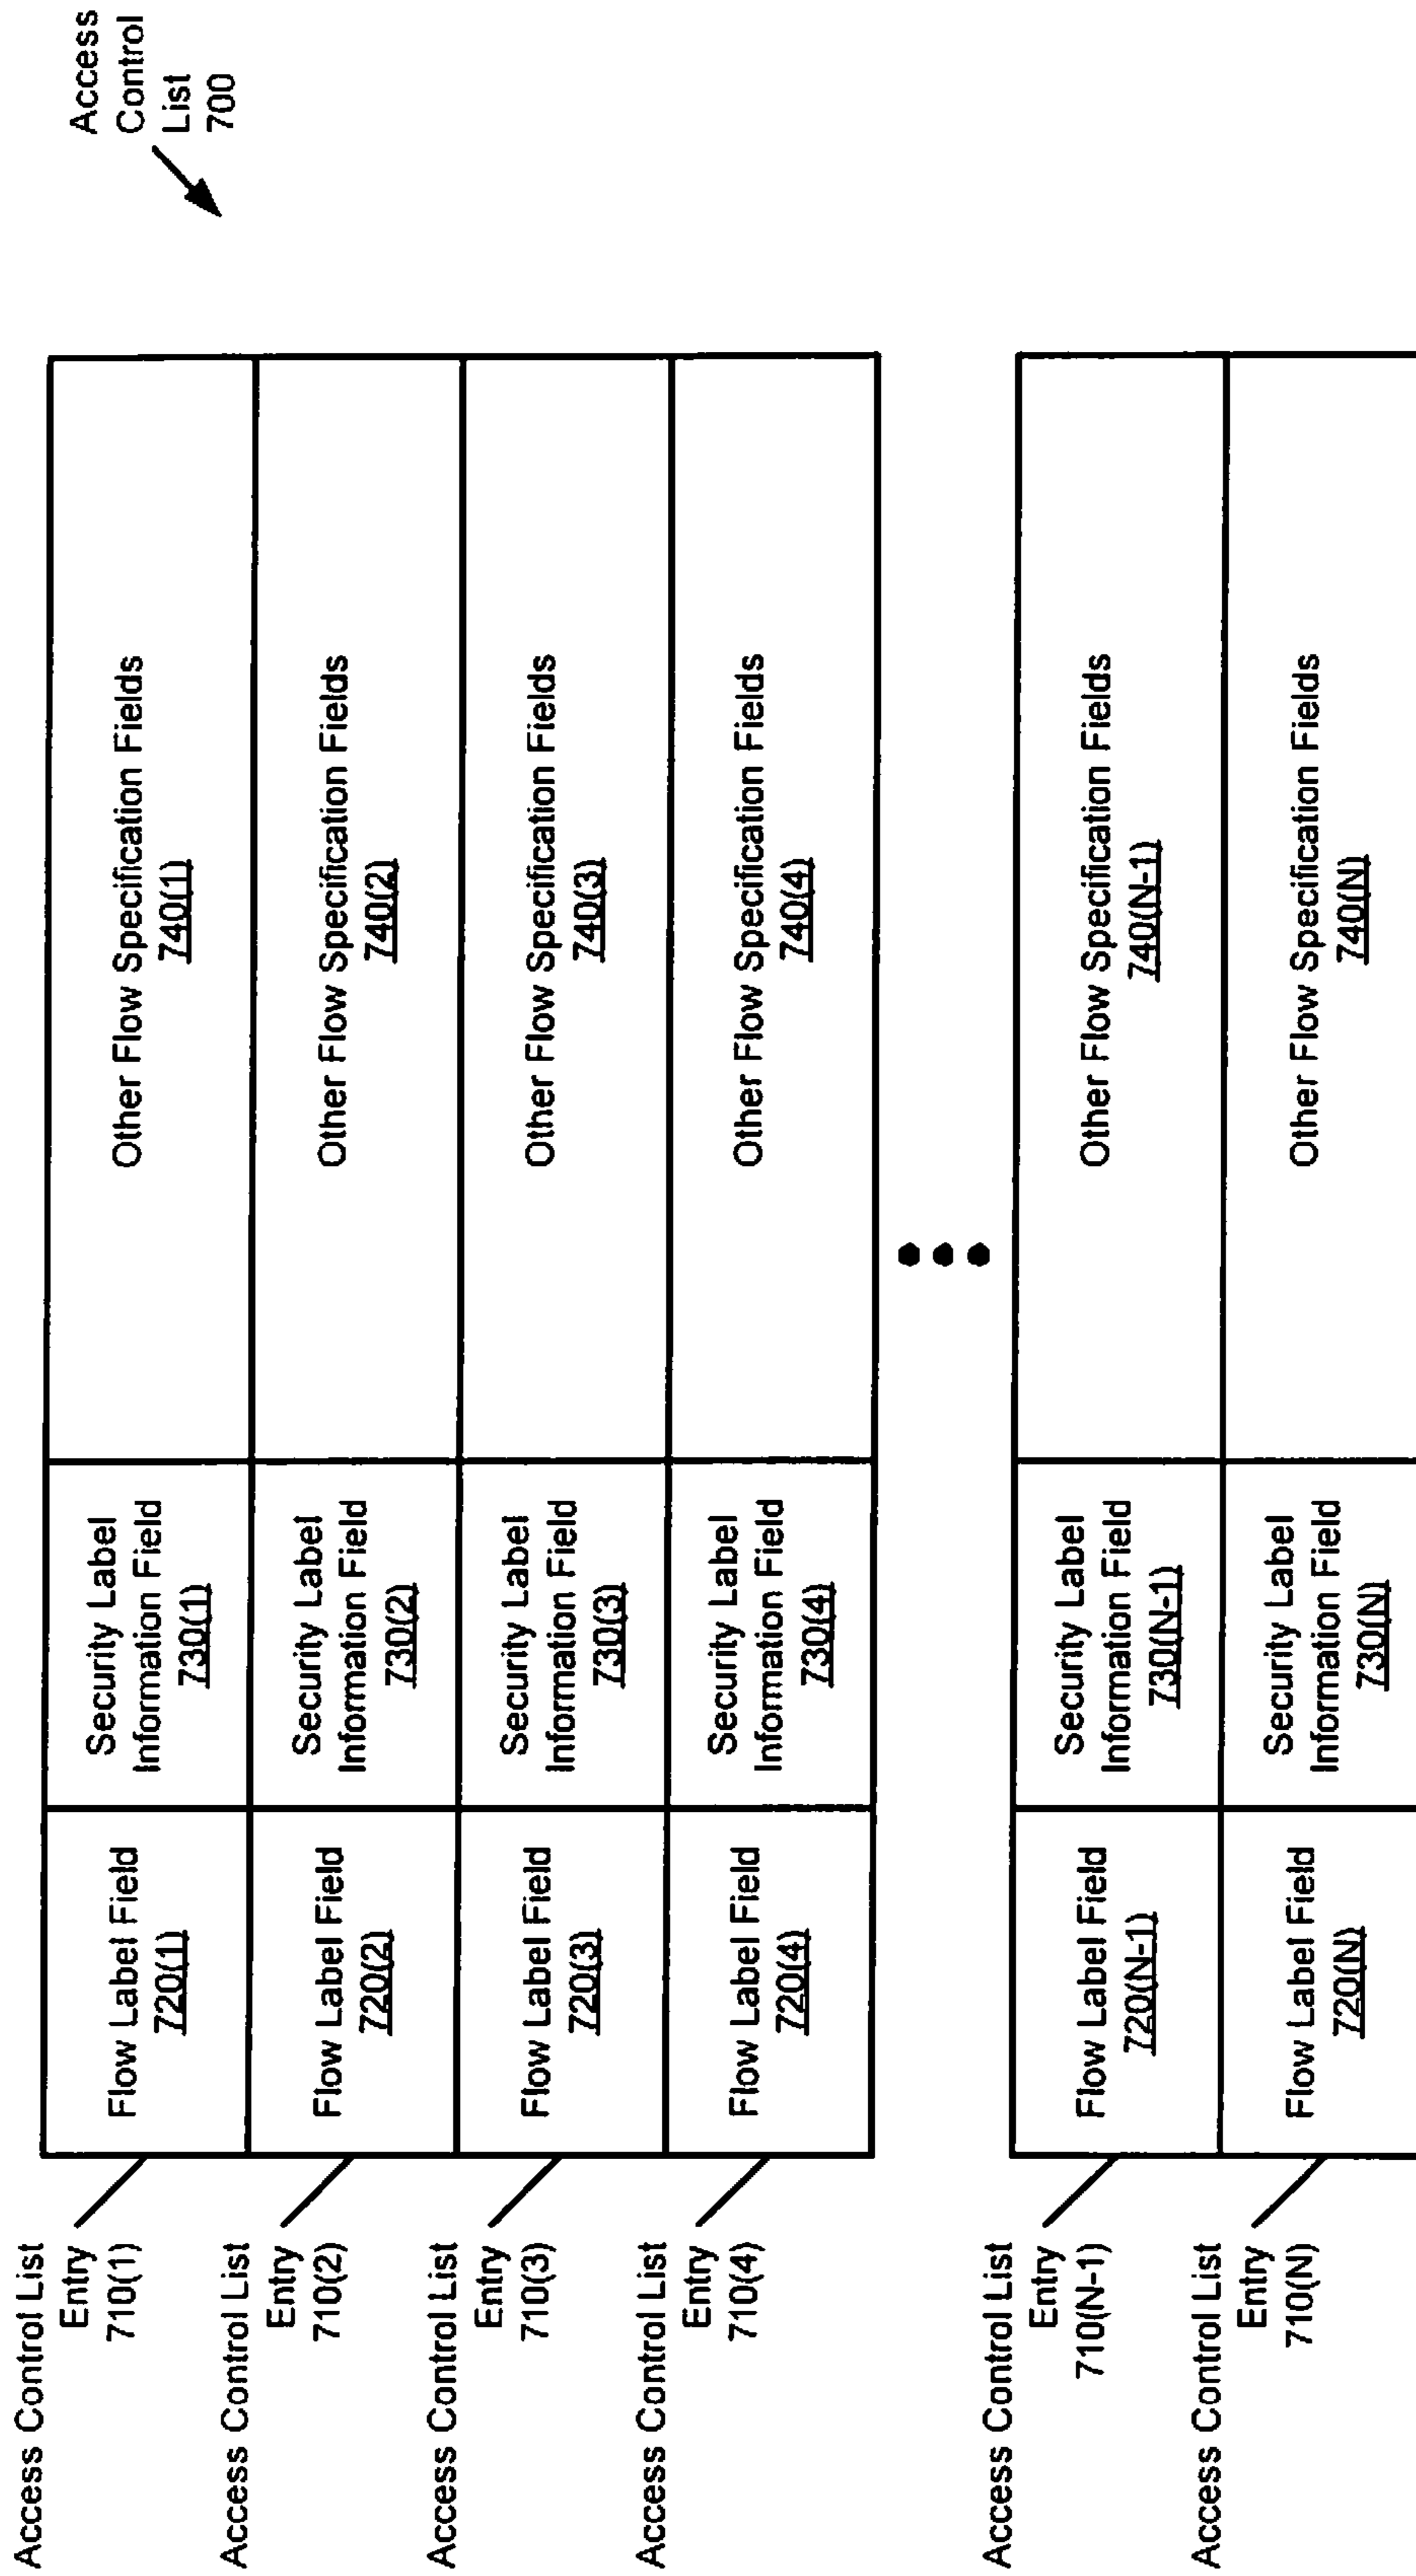 Access
Control
List
700
Access Control List
Entry
710(1)
Flow Label Field
720(1)
Security Label
Information Field
730(1)
Other Flow Specification Fields
740(1)
Access Control List
Entry
710(2)
Flow Label Field
720(2)
Security Label
Information Field
730(2)
Other Flow Specification Fields
740(2)
Access Control List
Entry
710(3)
Flow Label Field
720(3)
Security Label
Information Field
730(3)
Other Flow Specification Fields
740(3)
Access Control List
Entry
710(4)
Flow Label Field
720(4)
Security Label
Information Field
730(4)
Other Flow Specification Fields
740(4)
Access Control List
Entry
710(N-1)
Flow Label Field
720(N-1)
Security Label
Information Field
730(N-1)
Other Flow Specification Fields
740(N-1)
Access Control List
Entry
710(N)
Flow Label Field
720(N)
Security Label
Information Field
730(N)
Other Flow Specification Fields
740(N)